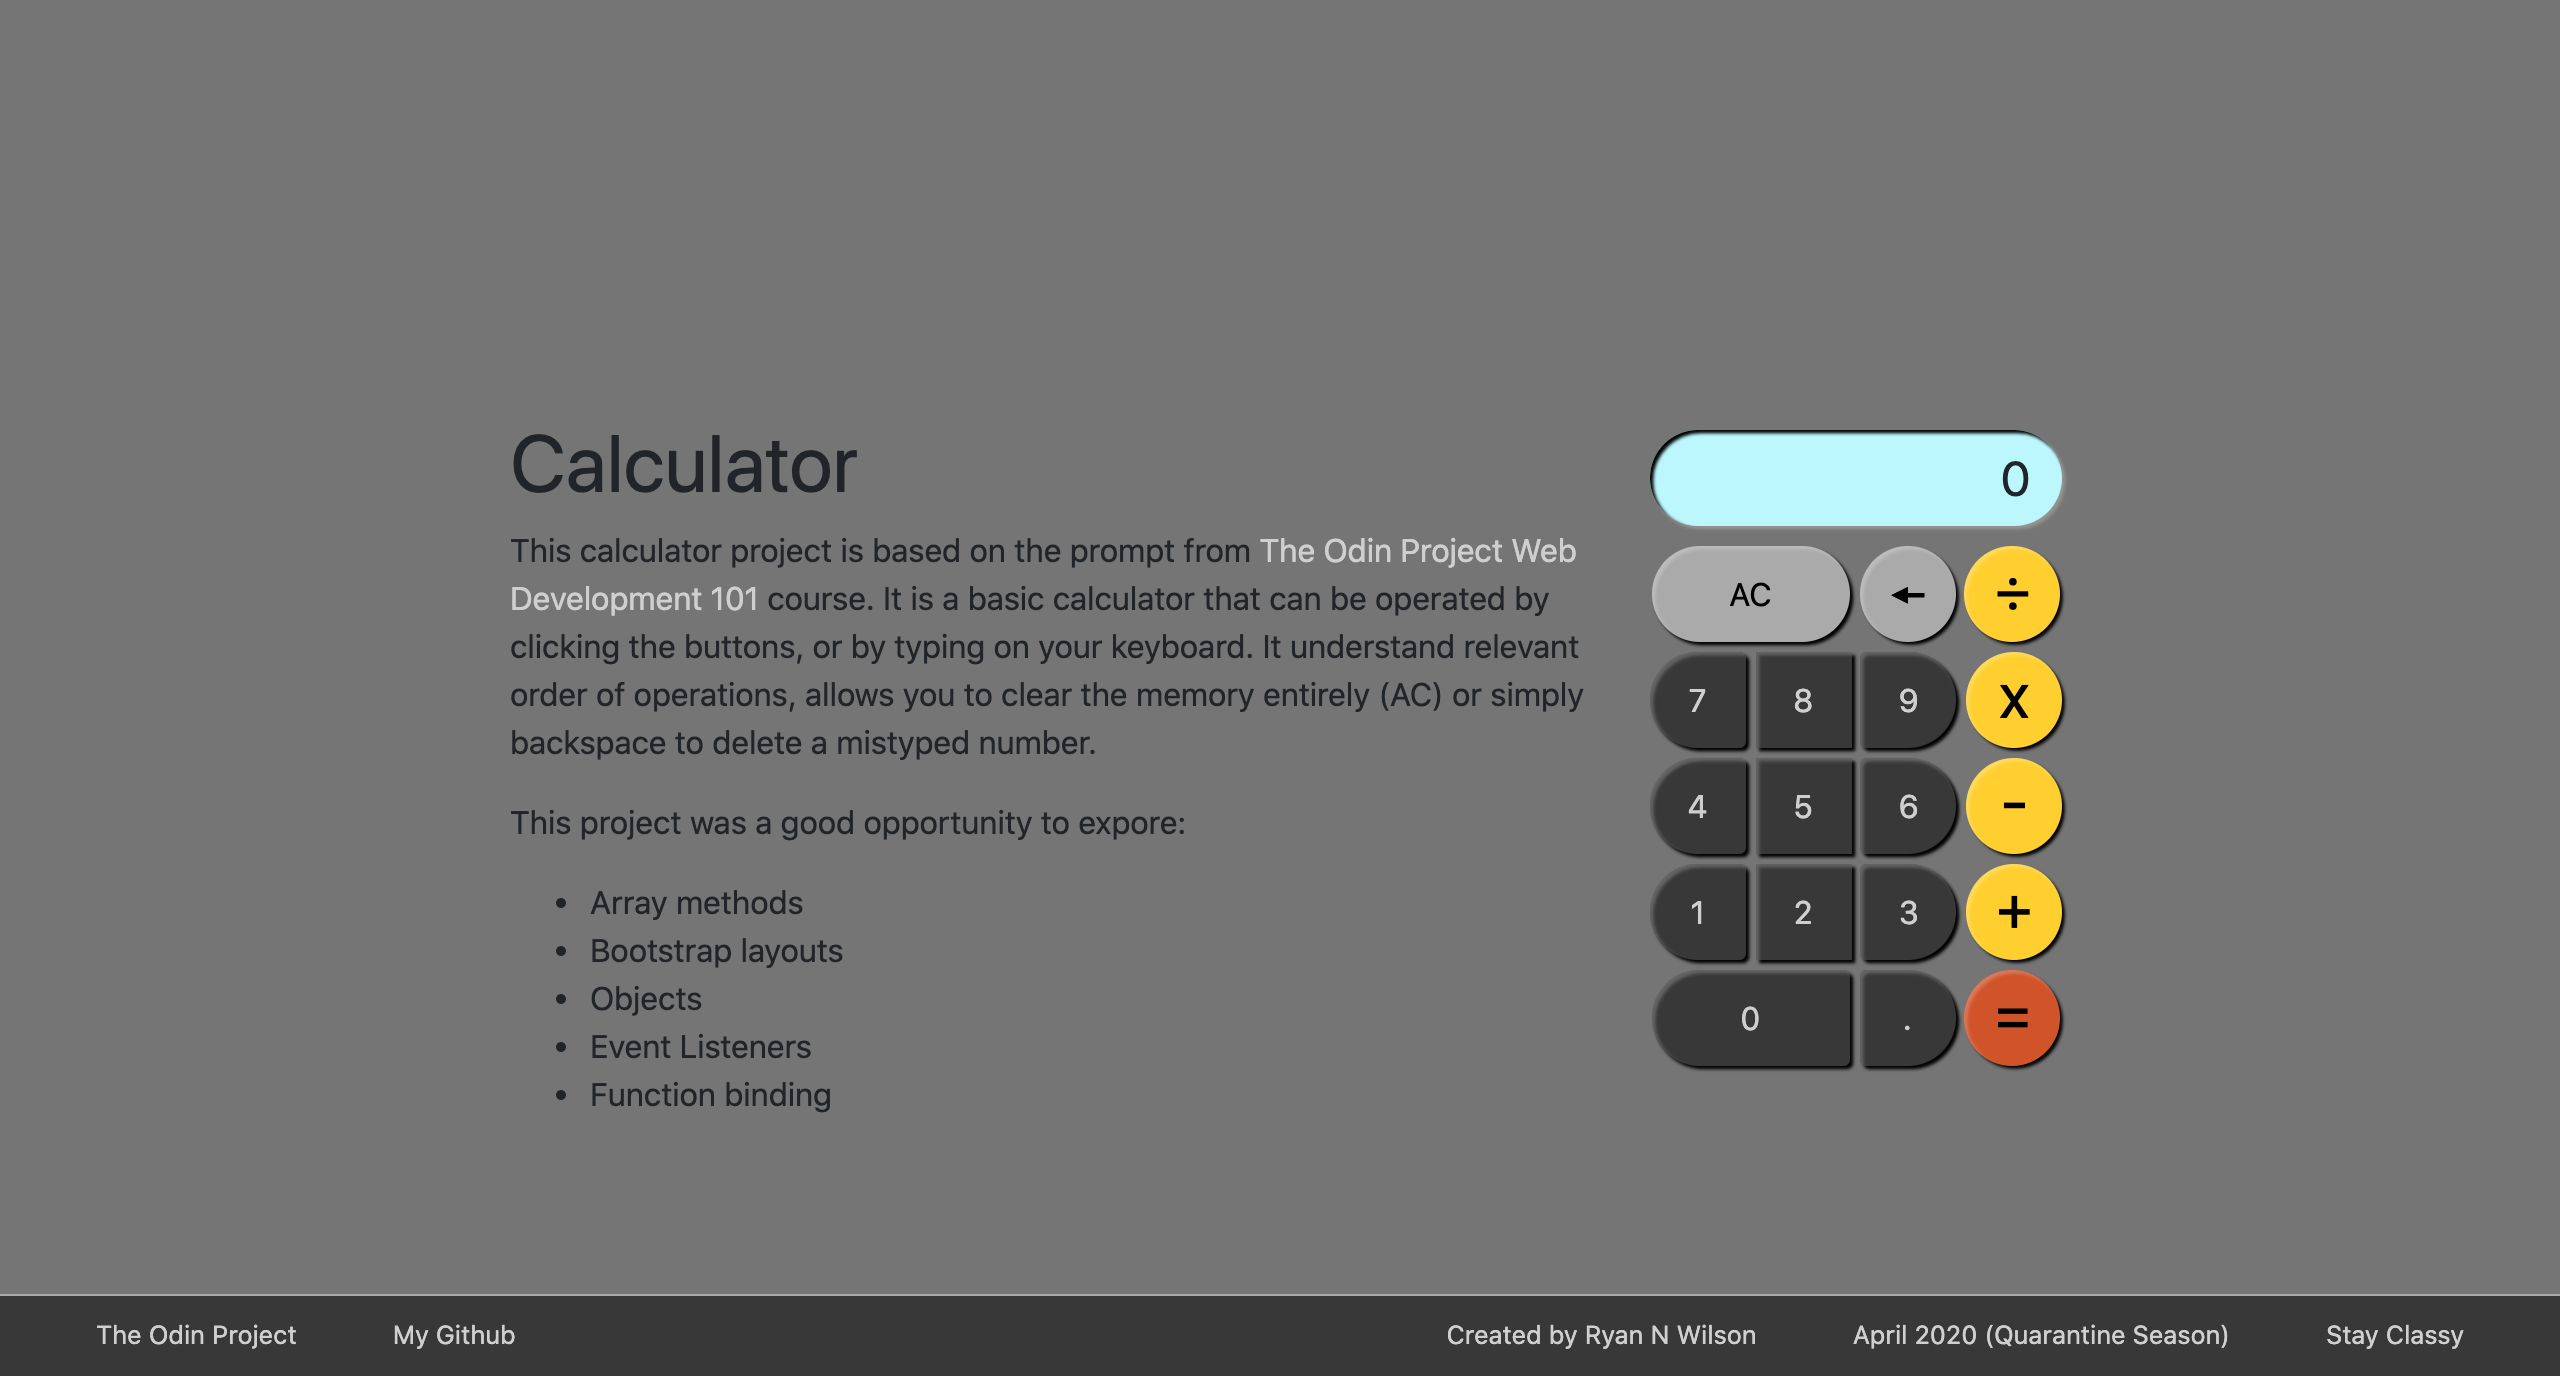 Calculator
This calculator project is based on the prompt from The Odin Project Web
Development 101 course. It is a basic calculator that can be operated by
clicking the buttons, or by typing on your keyboard. It understand relevant
order of operations, allows you to clear the memory entirely (AC) or simply
backspace to delete a mistyped number.
This project was a good opportunity to expore:
• Array methods
• Bootstrap layouts
• Objects
• Event Listeners
• Function binding
0
AC ← ÷
7 8 9 X
4 5 6 -
1 2 3 +
0 . =
The Odin Project My Github Created by Ryan N Wilson April 2020 (Quarantine Season) Stay Classy